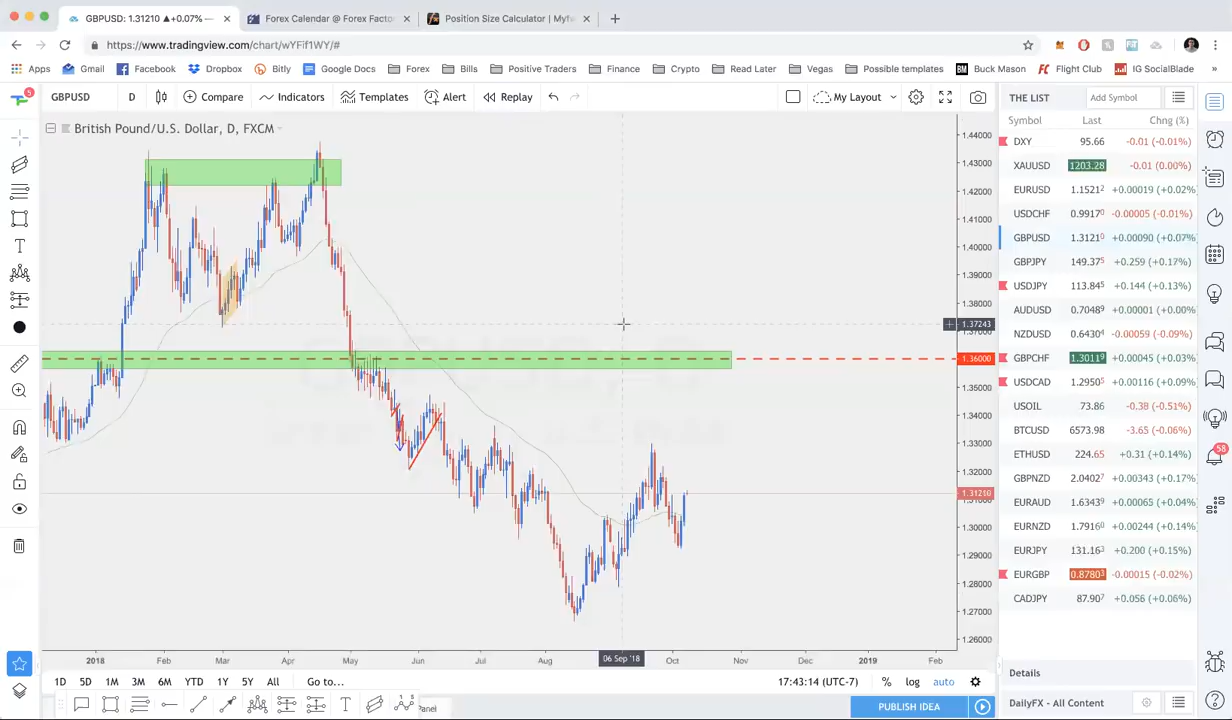 GBPUSD: 1.31210 ▲+0.07% —
Forex Calendar @ Forex Facto
Position Size Calculator | Myfx
https://www.tradingview.com/chart/wYFif1WY/#
Apps Gmail Facebook Dropbox Bitly Google Docs Forex Bills Positive Traders Finance Crypto Read Later Vegas Possible templates BM Buck Mason Flight Club IG SocialBlade »
GBPUSD D Compare Indicators Templates Alert Replay My Layout THE LIST Add Symbol
British Pound/U.S. Dollar, D, FXCM
Symbol Last Chng (%)
DXY 95.66 -0.01 (-0.01%)
XAUUSD 1203.28 -0.01 (0.00%)
EURUSD 1.15212 +0.00019 (+0.02%)
USDCHF 0.99170 -0.00005 (-0.01%)
GBPUSD 1.31210 +0.00090 (+0.07%)
GBPJPY 149.375 +0.259 (+0.17%)
USDJPY 113.845 +0.144 (+0.13%)
AUDUSD 0.70489 +0.00001 (+0.00%)
NZDUSD 0.64304 -0.00059 (-0.09%)
GBPCHF 1.30119 +0.00045 (+0.03%)
USDCAD 1.29505 +0.00116 (+0.09%)
USOIL 73.86 -0.38 (-0.51%)
BTCUSD 6573.98 -3.65 (-0.06%)
ETHUSD 224.65 +0.31 (+0.14%)
GBPNZD 2.04027 +0.00343 (+0.17%)
EURAUD 1.63439 +0.00065 (+0.04%)
EURNZD 1.79160 +0.00244 (+0.14%)
EURJPY 131.163 +0.200 (+0.15%)
EURGBP 0.87803 -0.00015 (-0.02%)
CADJPY 87.907 +0.056 (+0.06%)
1.44000
1.43000
1.42000
1.41000
1.40000
1.39000
1.38000
1.37243
1.37000
1.36000
1.35000
1.34000
1.33000
1.32000
1.31210
1.30000
1.29000
1.28000
1.27000
1.26000
2018 Feb Mar Apr May Jun Jul Aug 06 Sep '18 Oct Nov Dec 2019 Feb
1D 5D 1M 3M 6M YTD 1Y 5Y All Go to... 17:43:14 (UTC-7) % log auto
Details
DailyFX - All Content
Panel
PUBLISH IDEA
9
58